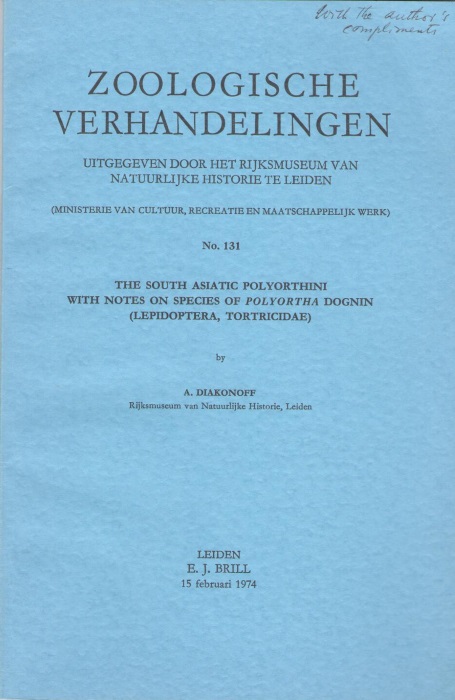 With the author's
compliments
ZOOLOGISCHE
VERHANDELINGEN
UITGEGEVEN DOOR HET RIJKSMUSEUM VAN
NATUURLIJKE HISTORIE TE LEIDEN
(MINISTERIE VAN CULTUUR, RECREATIE EN MAATSCHAPPELIJK WERK)
No. 131
THE SOUTH ASIATIC POLYORTHINI
WITH NOTES ON SPECIES OF POLYORTHA DOGNIN
(LEPIDOPTERA, TORTRICIDAE)
by
A. DIAKONOFF
Rijksmuseum van Natuurlijke Historie, Leiden
LEIDEN
E. J. BRILL
15 februari 1974